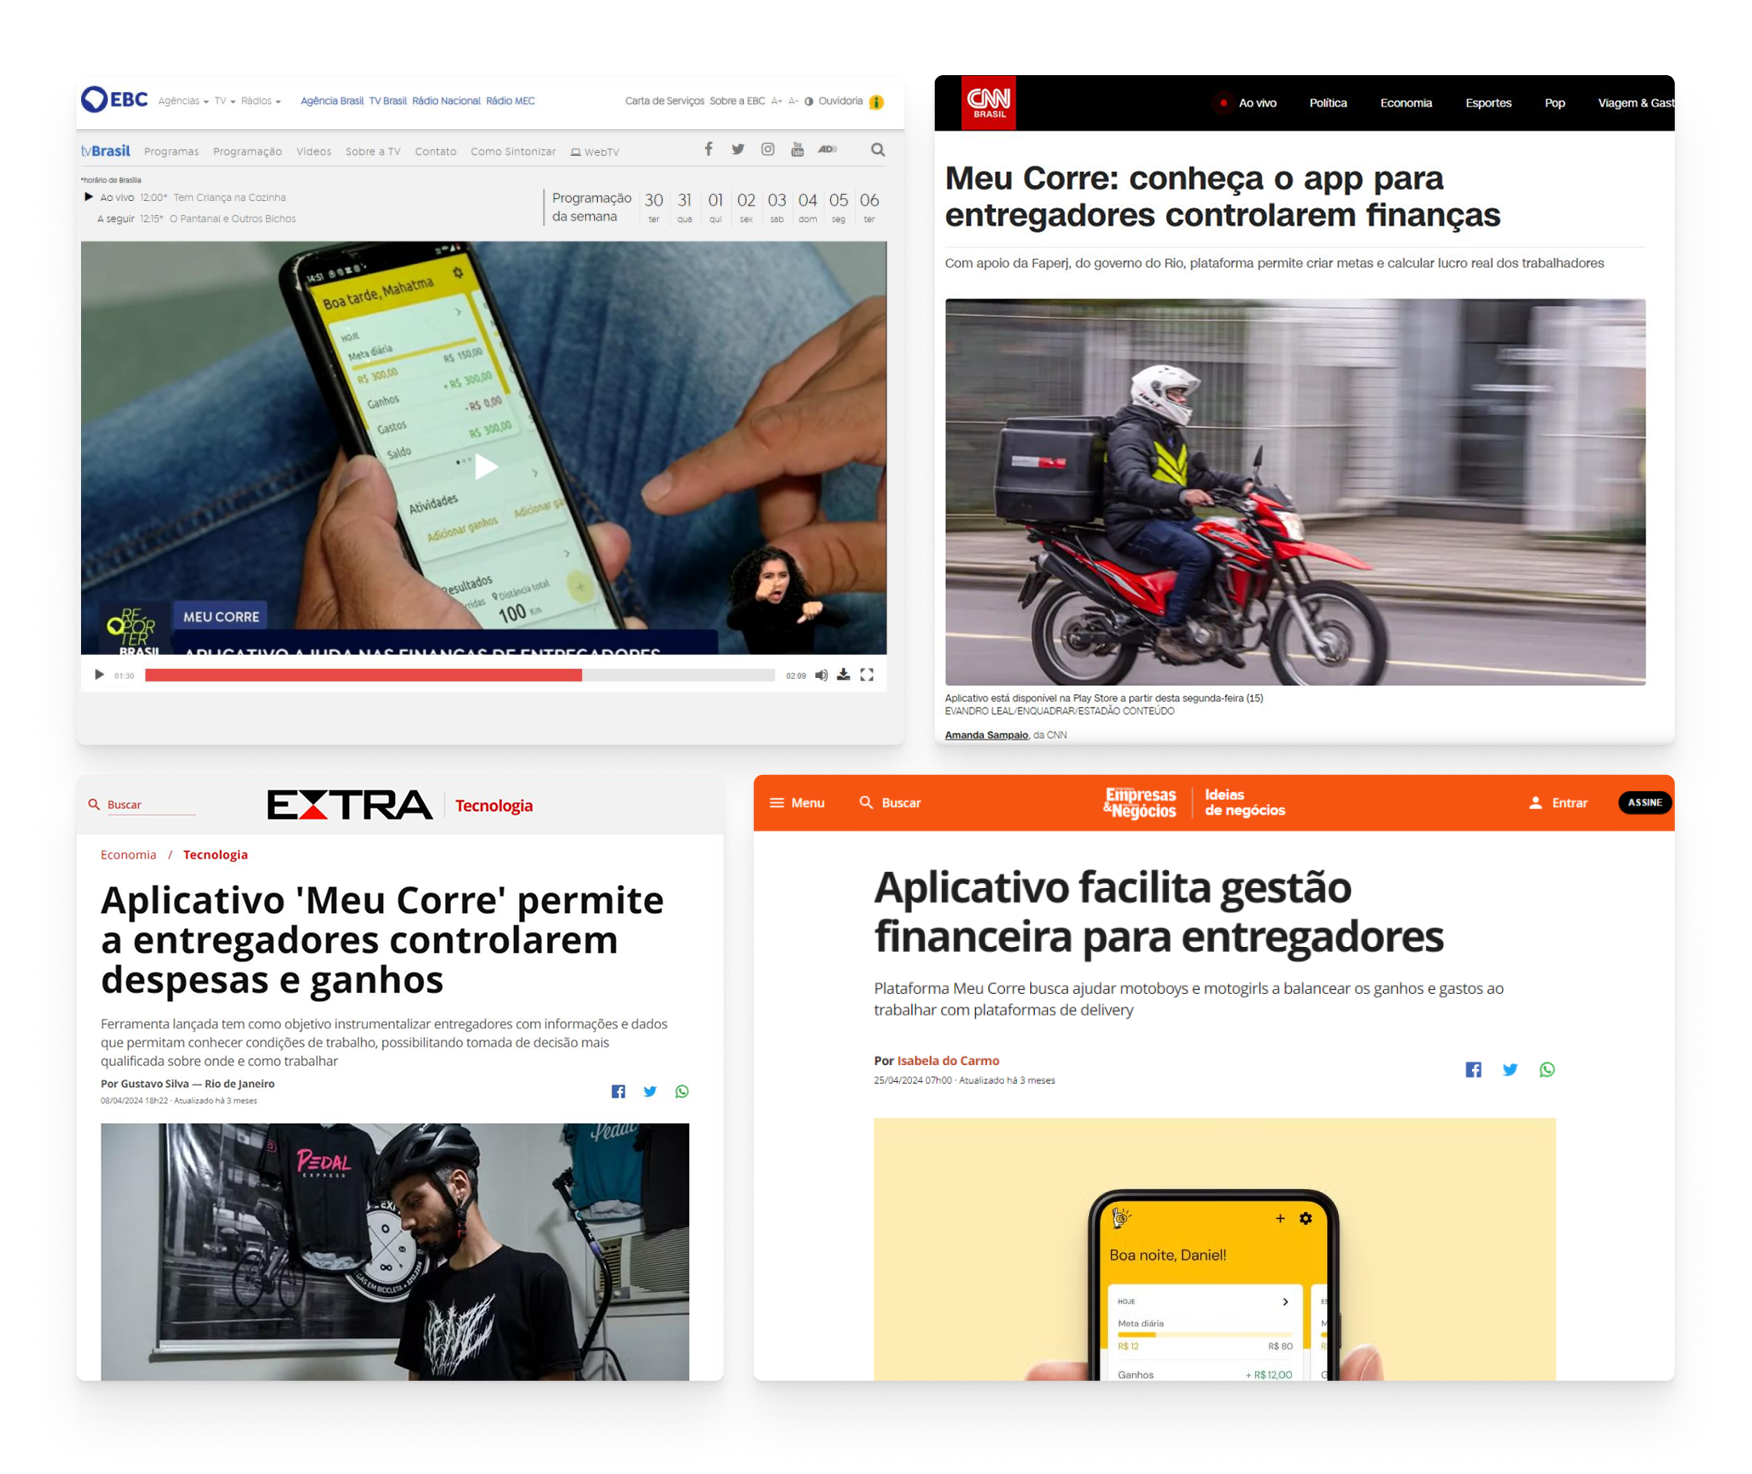 EBC Agências TV Rádios Agência Brasil TV Brasil Rádio Nacional Rádio MEC Carta de Serviços Sobre a EBC A+ A- Ouvidoria
tvBrasil Programas Programação Vídeos Sobre a TV Contato Como Sintonizar WebTV
*horário de Brasília
Ao vivo 12:00* Tem Criança na Cozinha
A seguir 12:15* O Pantanal e Outros Bichos
Programação da semana
30 31 01 02 03 04 05 06
ter qua qui sex sab dom seg ter
14:51
Boa tarde, Mahatma
HOJE
Meta diária
R$ 300,00 R$ 150,00
Ganhos + R$ 300,00
Gastos - R$ 0,00
Saldo R$ 300,00
Atividades
Adicionar ganhos Adicionar
Resultados
Distância total
100 Km
REPÓRTER BRASIL
MEU CORRE
APLICATIVO AJUDA NAS FINANÇAS DE ENTREGADORES
01:30 02:09
CNN BRASIL Ao vivo Política Economia Esportes Pop Viagem & Gast
Meu Corre: conheça o app para
entregadores controlarem finanças
Com apoio da Faperj, do governo do Rio, plataforma permite criar metas e calcular lucro real dos trabalhadores
Aplicativo está disponível na Play Store a partir desta segunda-feira (15)
EVANDRO LEAL/ENQUADRAR/ESTADÃO CONTEÚDO
Amanda Sampaio, da CNN
Buscar EXTRA Tecnologia
Economia / Tecnologia
Aplicativo 'Meu Corre' permite
a entregadores controlarem
despesas e ganhos
Ferramenta lançada tem como objetivo instrumentalizar entregadores com informações e dados
que permitam conhecer condições de trabalho, possibilitando tomada de decisão mais
qualificada sobre onde e como trabalhar
Por Gustavo Silva — Rio de Janeiro
08/04/2024 18h22 · Atualizado há 3 meses
PEDAL
EXPRESS
Pedal
Menu Buscar Empresas &Negócios Ideias de negócios Entrar ASSINE
Aplicativo facilita gestão
financeira para entregadores
Plataforma Meu Corre busca ajudar motoboys e motogirls a balancear os ganhos e gastos ao
trabalhar com plataformas de delivery
Por Isabela do Carmo
25/04/2024 07h00 · Atualizado há 3 meses
Boa noite, Daniel!
HOJE
Meta diária
R$ 12 R$ 80
Ganhos + R$ 12,00